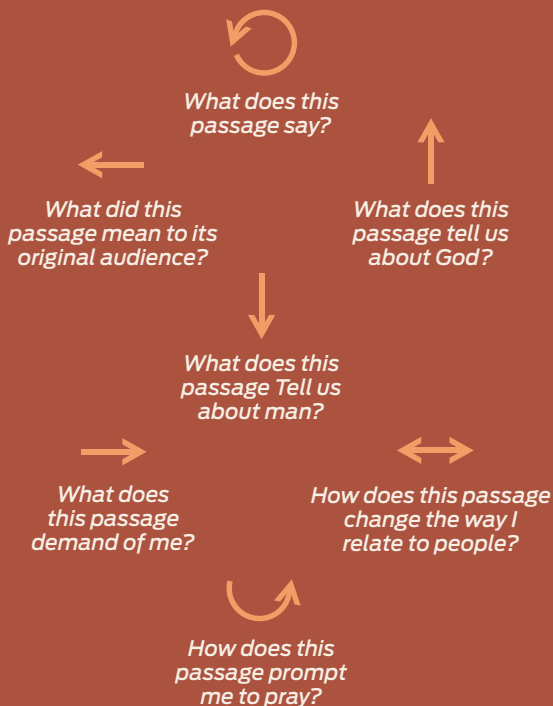 What does this
passage say?
What did this
passage mean to its
original audience?
What does this
passage tell us
about God?
What does this
passage Tell us
about man?
What does
this passage
demand of me?
How does this passage
change the way I
relate to people?
How does this
passage prompt
me to pray?